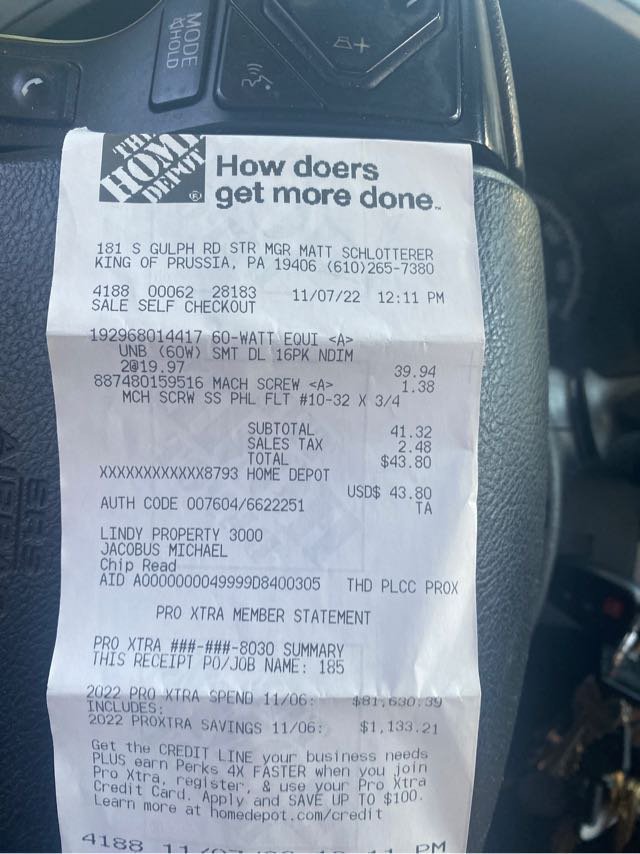 MODE
HOLD
THE
HOME
DEPOT
®
How doers
get more done™
181 S GULPH RD STR MGR MATT SCHLOTTERER
KING OF PRUSSIA, PA 19406 (610)265-7380
4188 00062 28183 11/07/22 12:11 PM
SALE SELF CHECKOUT
192968014417 60-WATT EQUI <A>
UNB (60W) SMT DL 16PK NDIM
2@19.97 39.94
887480159516 MACH SCREW <A> 1.38
MCH SCRW SS PHL FLT #10-32 X 3/4
SUBTOTAL 41.32
SALES TAX 2.48
TOTAL $43.80
XXXXXXXXXXXX8793 HOME DEPOT
USD$ 43.80
AUTH CODE 007604/6622251 TA
LINDY PROPERTY 3000
JACOBUS MICHAEL
Chip Read
AID A0000000049999D8400305 THD PLCC PROX
PRO XTRA MEMBER STATEMENT
PRO XTRA ###-###-8030 SUMMARY
THIS RECEIPT PO/JOB NAME: 185
2022 PRO XTRA SPEND 11/06: $81,630.39
INCLUDES:
2022 PROXTRA SAVINGS 11/06: $1,133.21
Get the CREDIT LINE your business needs
PLUS earn Perks 4X FASTER when you join
Pro Xtra, register, & use your Pro Xtra
Credit Card. Apply and SAVE UP TO $100.
Learn more at homedepot.com/credit
4188 PM